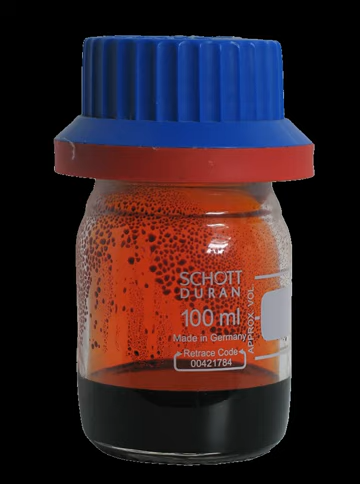 SCHOTT
DURAN
100 ml
Made in Germany
Retrace Code
00421784
APPROX. VOL.